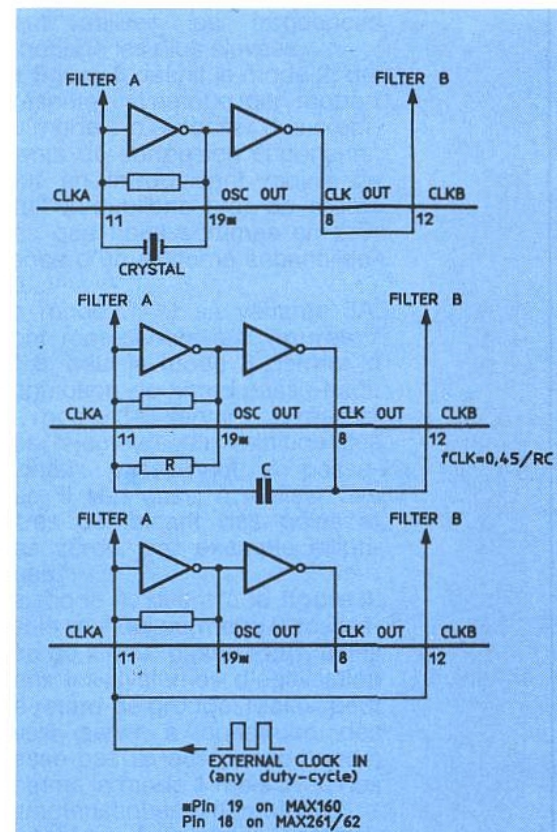 FILTER A FILTER B
CLKA OSC OUT CLK OUT CLKB
11 19■ 8 12
CRYSTAL
FILTER A FILTER B
CLKA OSC OUT CLK OUT CLKB
11 19■ 8 12
R
C
fCLK=0,45/RC
FILTER A FILTER B
CLKA OSC OUT CLK OUT CLKB
11 19■ 8 12
EXTERNAL CLOCK IN
(any duty-cycle)
■Pin 19 on MAX160
Pin 18 on MAX261/62